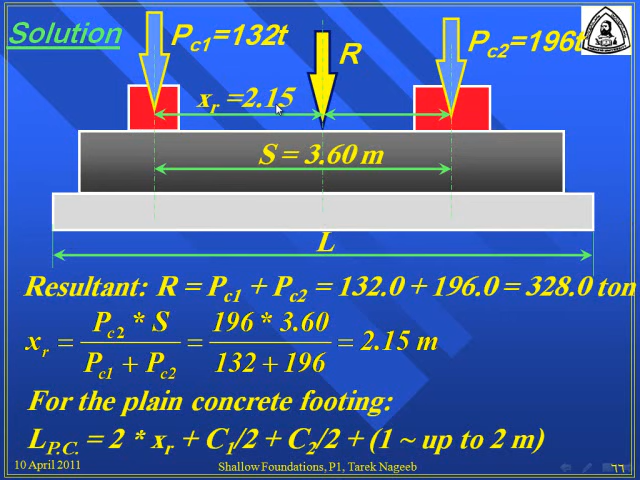 Solution
Pc1=132t
R
Pc2=196t
xr =2.15
S = 3.60 m
L
Resultant: R = Pc1 + Pc2 = 132.0 + 196.0 = 328.0 ton
xr = Pc2 * S / Pc1 + Pc2 = 196 * 3.60 / 132 + 196 = 2.15 m
For the plain concrete footing:
LP.C. = 2 * xr + C1/2 + C2/2 + (1 ~ up to 2 m)
10 April 2011
Shallow Foundations, P1, Tarek Nageeb
٦٦